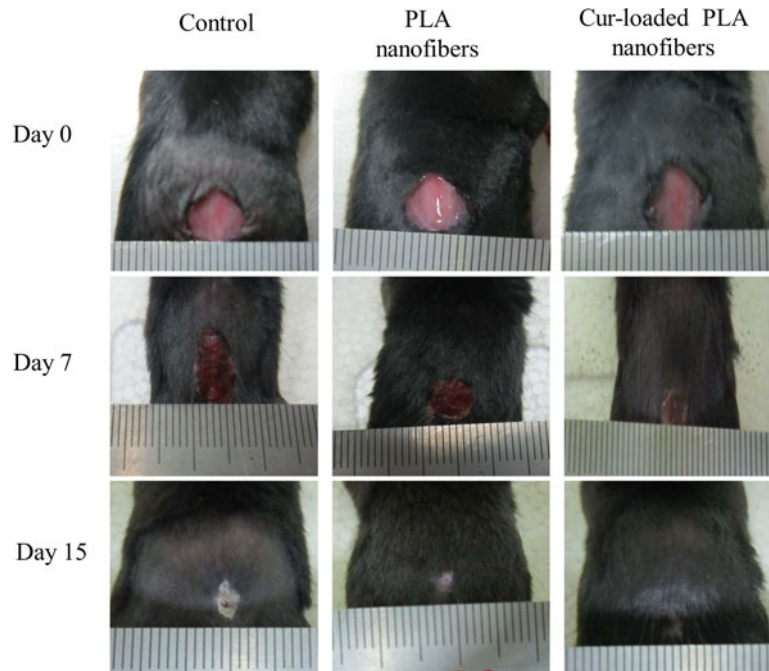 Control
PLA
nanofibers
Cur-loaded PLA
nanofibers
Day 0
Day 7
Day 15